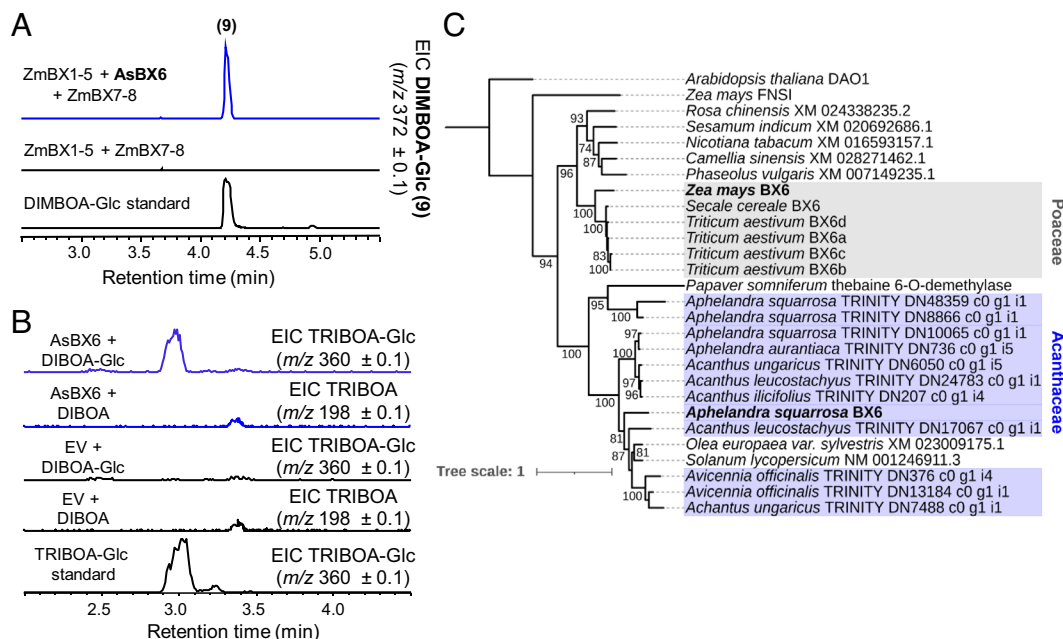 A
(9)
ZmBX1-5 + AsBX6
+ ZmBX7-8
ZmBX1-5 + ZmBX7-8
DIMBOA-Glc standard
EIC DIMBOA-Glc (9)
(m/z 372 ± 0.1)
3.0 3.5 4.0 4.5 5.0
Retention time (min)
B
AsBX6 +
DIBOA-Glc
EIC TRIBOA-Glc
(m/z 360 ± 0.1)
AsBX6 +
DIBOA
EIC TRIBOA
(m/z 198 ± 0.1)
EV +
DIBOA-Glc
EIC TRIBOA-Glc
(m/z 360 ± 0.1)
EV +
DIBOA
EIC TRIBOA
(m/z 198 ± 0.1)
TRIBOA-Glc
standard
EIC TRIBOA-Glc
(m/z 360 ± 0.1)
2.5 3.0 3.5 4.0
Retention time (min)
C
Arabidopsis thaliana DAO1
Zea mays FNSI
Rosa chinensis XM 024338235.2
Sesamum indicum XM 020692686.1
Nicotiana tabacum XM 016593157.1
Camellia sinensis XM 028271462.1
Phaseolus vulgaris XM 007149235.1
Zea mays BX6
Secale cereale BX6
Triticum aestivum BX6d
Triticum aestivum BX6a
Triticum aestivum BX6c
Triticum aestivum BX6b
Papaver somniferum thebaine 6-O-demethylase
Aphelandra squarrosa TRINITY DN48359 c0 g1 i1
Aphelandra squarrosa TRINITY DN8866 c0 g1 i1
Aphelandra squarrosa TRINITY DN10065 c0 g1 i1
Aphelandra aurantiaca TRINITY DN736 c0 g1 i5
Acanthus ungaricus TRINITY DN6050 c0 g1 i5
Acanthus leucostachyus TRINITY DN24783 c0 g1 i1
Acanthus ilicifolius TRINITY DN207 c0 g1 i4
Aphelandra squarrosa BX6
Acanthus leucostachyus TRINITY DN17067 c0 g1 i1
Olea europaea var. sylvestris XM 023009175.1
Solanum lycopersicum NM 001246911.3
Avicennia officinalis TRINITY DN376 c0 g1 i4
Avicennia officinalis TRINITY DN13184 c0 g1 i1
Achantus ungaricus TRINITY DN7488 c0 g1 i1
93
74
87
96
100
100
83
100
94
95
100
97
100
97
96
100
100
81
87
81
100
Tree scale: 1
Poaceae
Acanthaceae